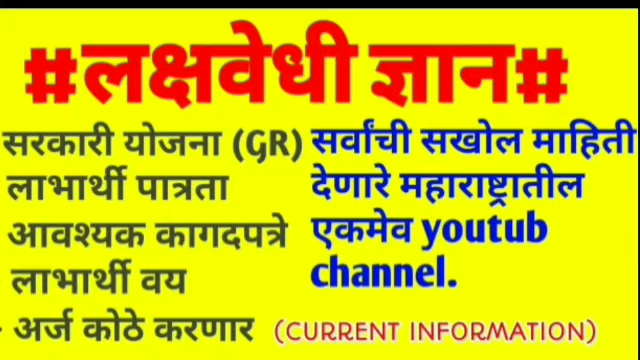 #लक्षवेधी ज्ञान#
सरकारी योजना (GR)
लाभार्थी पात्रता
आवश्यक कागदपत्रे
लाभार्थी वय
अर्ज कोठे करणार
सर्वांची सखोल माहिती
देणारे महाराष्ट्रातील
एकमेव youtub
channel.
(CURRENT INFORMATION)